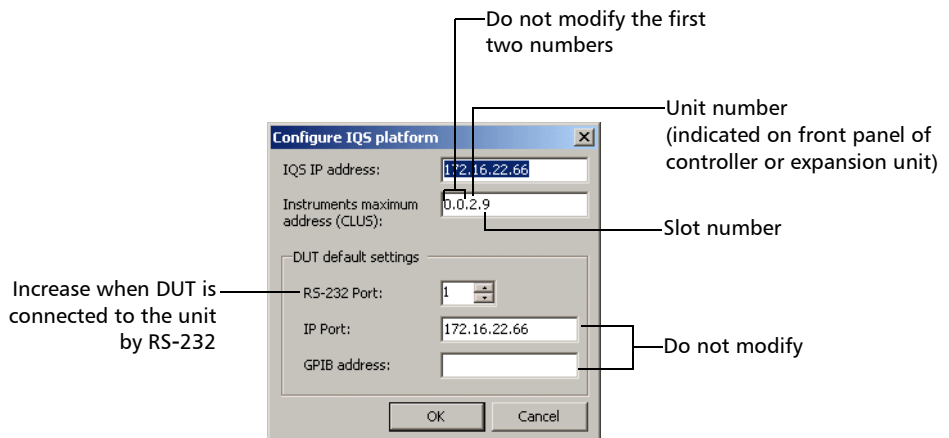 Do not modify the first
two numbers
Unit number
(indicated on front panel of
controller or expansion unit)
Configure IQS platform
IQS IP address:
172.16.22.66
Instruments maximum
address (CLUS):
0.0.2.9
Slot number
DUT default settings
Increase when DUT is
connected to the unit
by RS-232
RS-232 Port:
1
IP Port:
172.16.22.66
Do not modify
GPIB address:
OK
Cancel